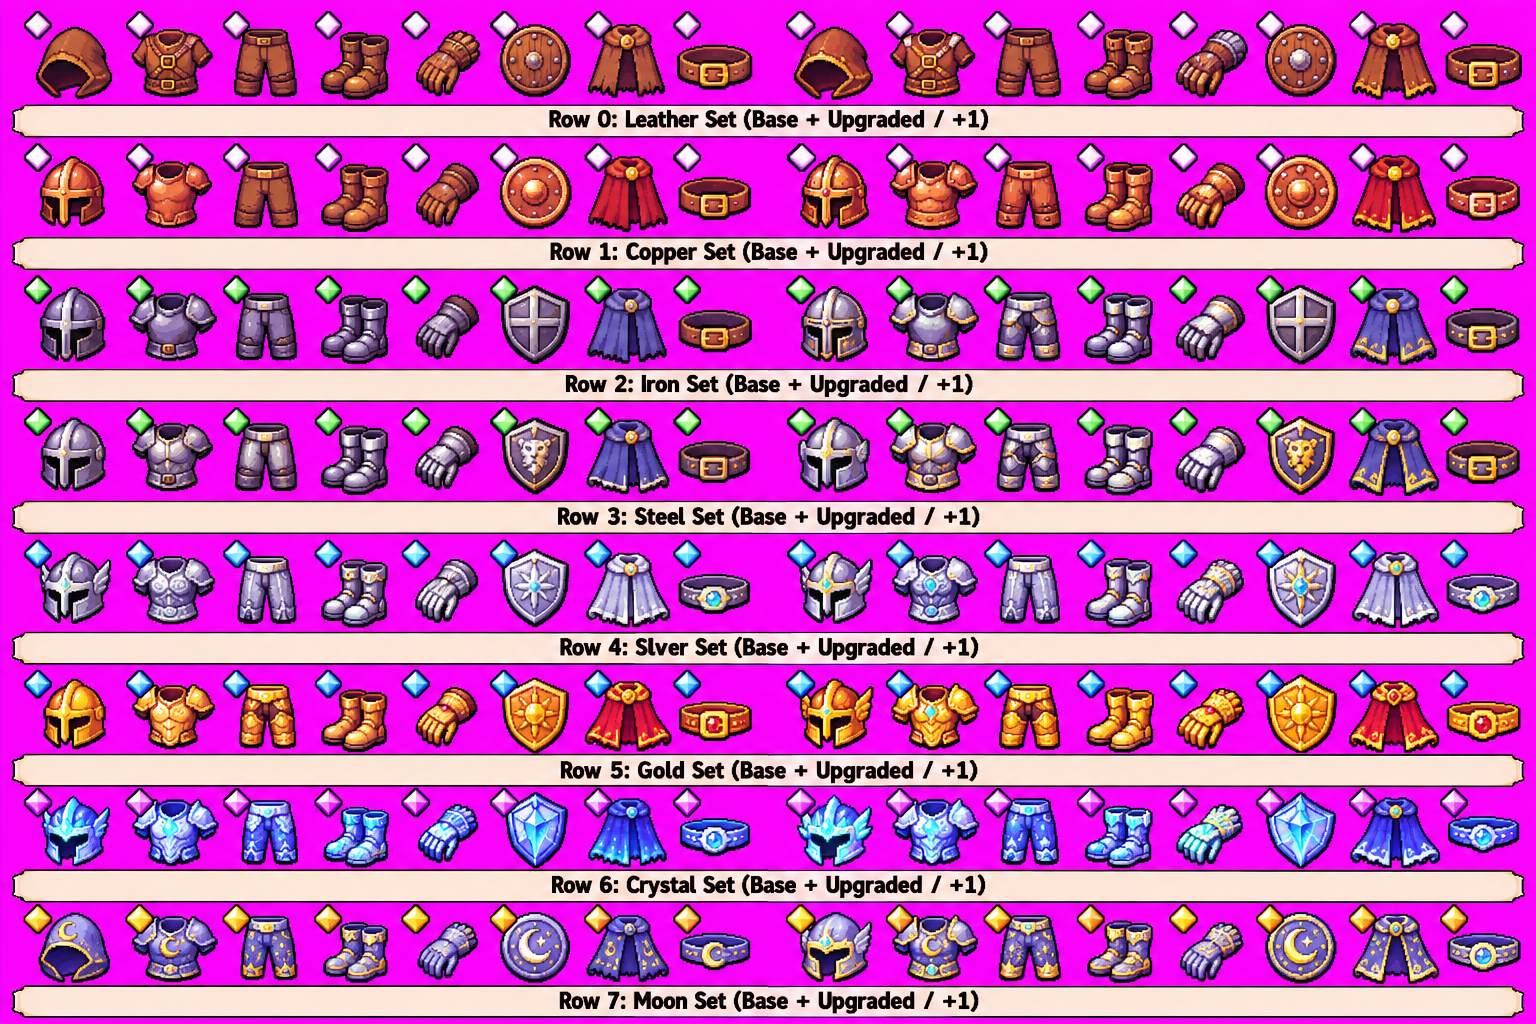 Row 0: Leather Set (Base + Upgraded / +1)
Row 1: Copper Set (Base + Upgraded / +1)
Row 2: Iron Set (Base + Upgraded / +1)
Row 3: Steel Set (Base + Upgraded / +1)
Row 4: Slver Set (Base + Upgraded / +1)
Row 5: Gold Set (Base + Upgraded / +1)
Row 6: Crystal Set (Base + Upgraded / +1)
Row 7: Moon Set (Base + Upgraded / +1)